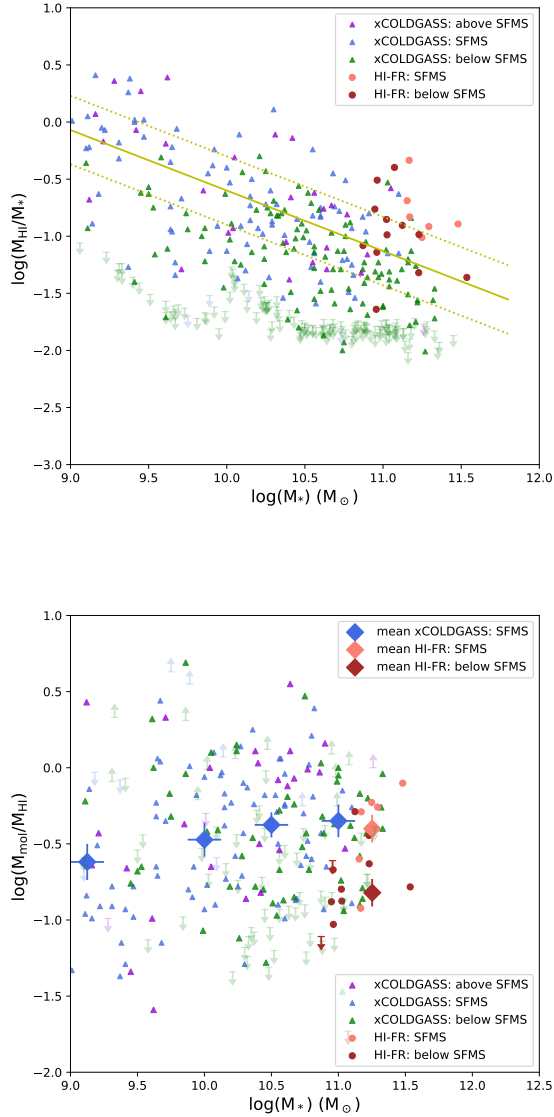 1.0
0.5
0.0
−0.5
−1.0
−1.5
−2.0
−2.5
−3.0
log(M_HI/M_*)
xCOLDGASS: above SFMS
xCOLDGASS: SFMS
xCOLDGASS: below SFMS
HI-FR: SFMS
HI-FR: below SFMS
9.0 9.5 10.0 10.5 11.0 11.5 12.0
log(M_*) (M_⊙)
1.0
0.5
0.0
−0.5
−1.0
−1.5
−2.0
log(M_mol/M_HI)
mean xCOLDGASS: SFMS
mean HI-FR: SFMS
mean HI-FR: below SFMS
xCOLDGASS: above SFMS
xCOLDGASS: SFMS
xCOLDGASS: below SFMS
HI-FR: SFMS
HI-FR: below SFMS
9.0 9.5 10.0 10.5 11.0 11.5 12.5
log(M_*) (M_⊙)